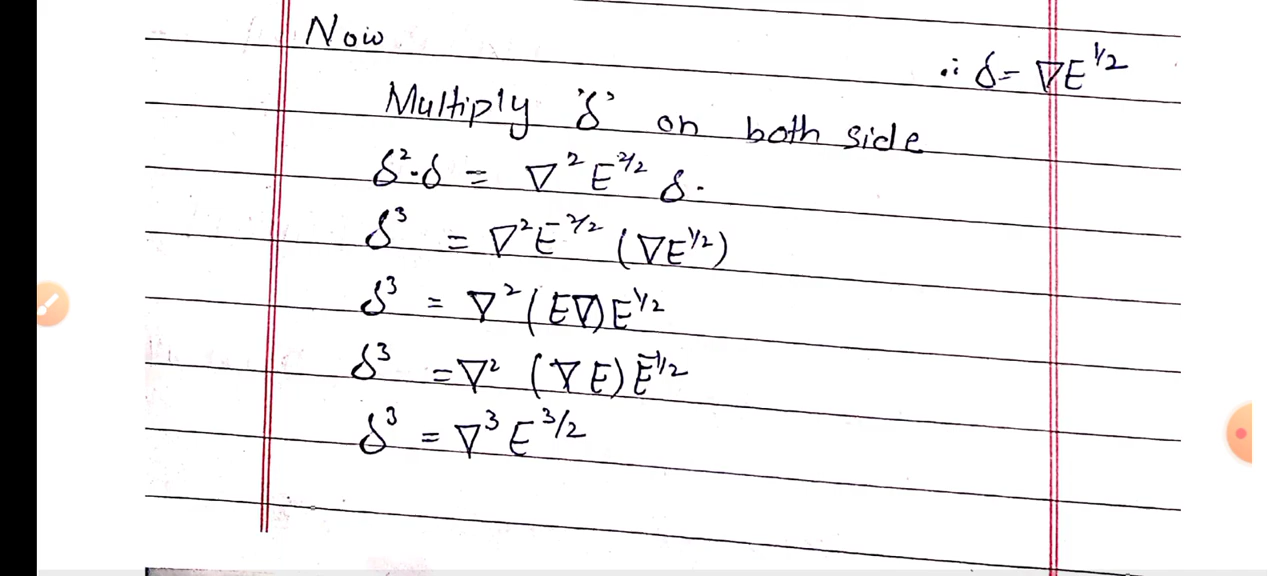 Now
∴ δ = ∇E^1/2
Multiply 'δ' on both side
δ²·δ = ∇²E^2/2 δ.
δ³ = ∇²E^2/2 (∇E^1/2)
δ³ = ∇²(E∇)E^1/2
δ³ = ∇² (∇E)E^1/2
δ³ = ∇³E^3/2